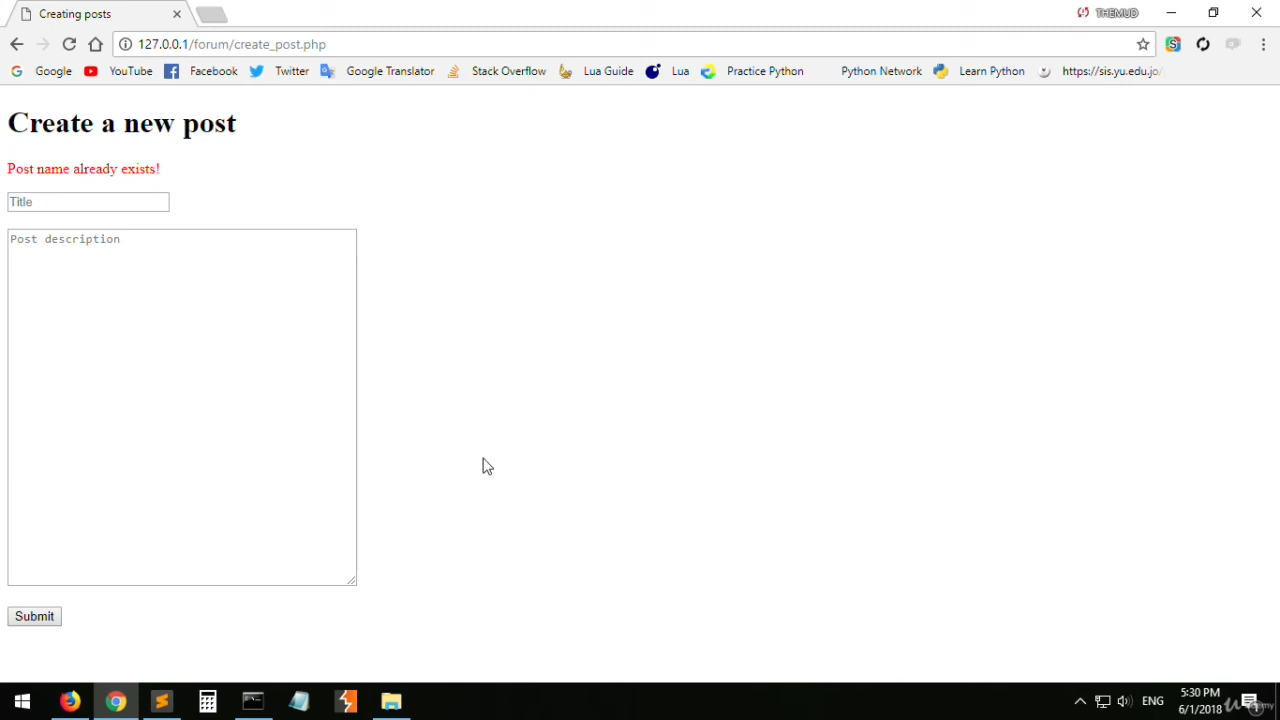 Creating posts
THEMUD
127.0.0.1/forum/create_post.php
Google YouTube Facebook Twitter Google Translator Stack Overflow Lua Guide Lua Practice Python Python Network Learn Python https://sis.yu.edu.jo/
Create a new post
Post name already exists!
Title
Post description
Submit
ENG
5:30 PM
6/1/2018